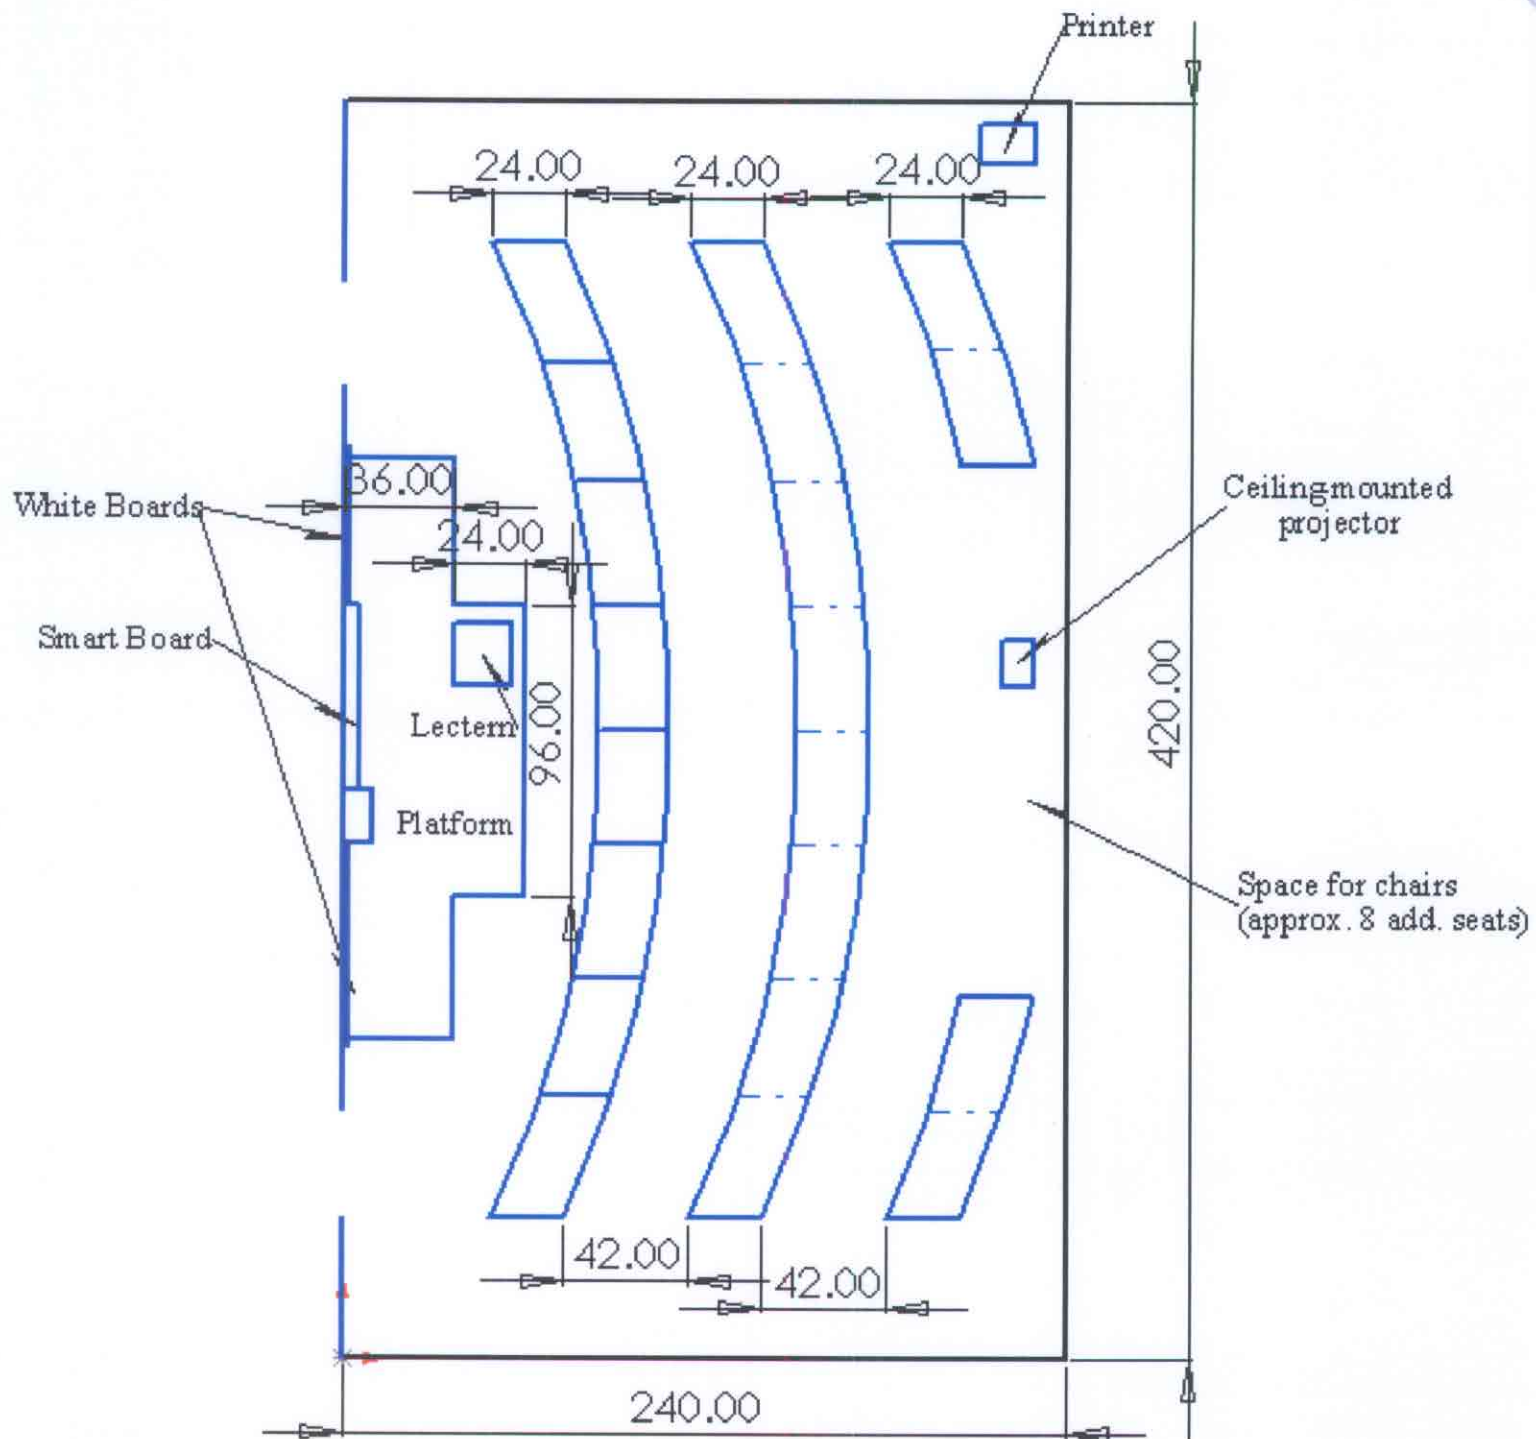 Printer
24.00
24.00
24.00
36.00
White Boards
24.00
Ceilingmounted
projector
Smart Board
Lectern
96.00
420.00
Platform
Space for chairs
(approx. 8 add. seats)
42.00
42.00
240.00